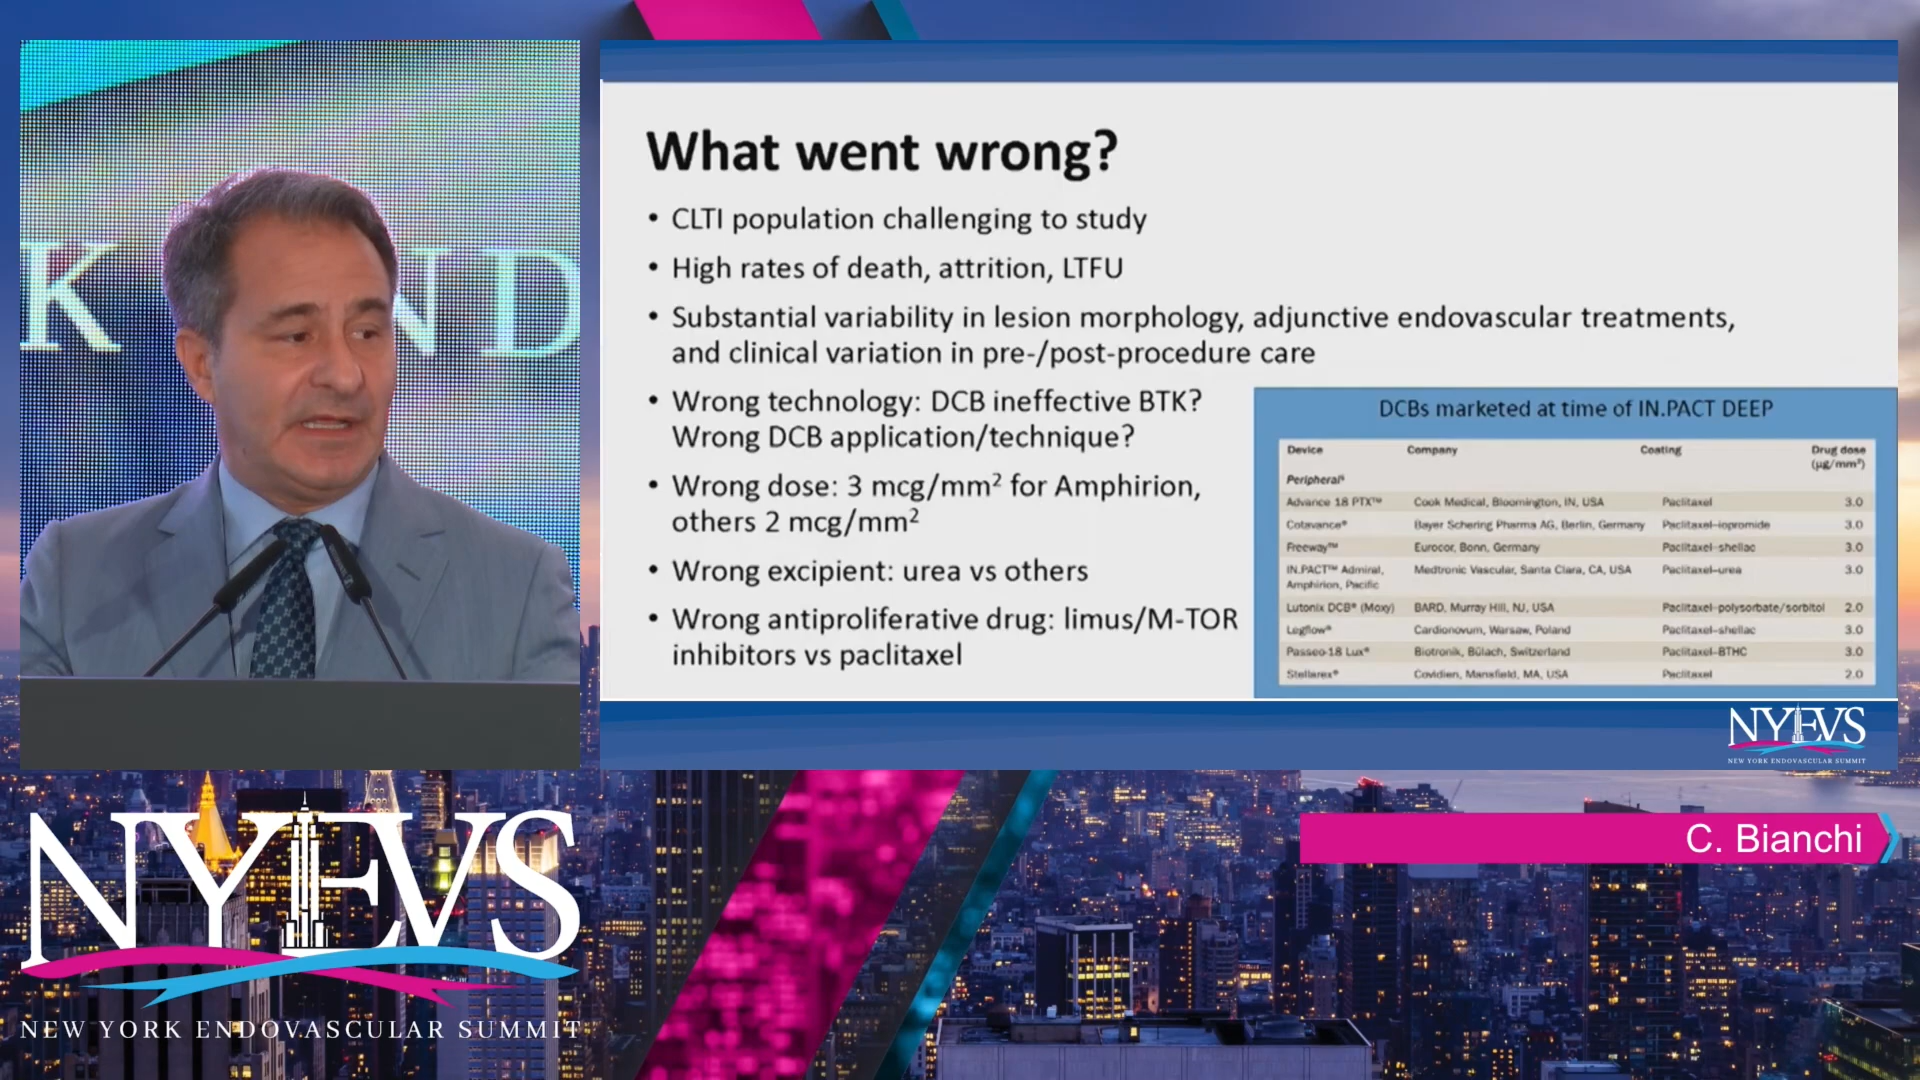 K END
What went wrong?
• CLTI population challenging to study
• High rates of death, attrition, LTFU
• Substantial variability in lesion morphology, adjunctive endovascular treatments,
and clinical variation in pre-/post-procedure care
• Wrong technology: DCB ineffective BTK?
Wrong DCB application/technique?
• Wrong dose: 3 mcg/mm² for Amphirion,
others 2 mcg/mm²
• Wrong excipient: urea vs others
• Wrong antiproliferative drug: limus/M-TOR
inhibitors vs paclitaxel
DCBs marketed at time of IN.PACT DEEP
Device Company Coating Drug dose
(µg/mm²)
Peripheral⁵
Advance 18 PTX™ Cook Medical, Bloomington, IN, USA Paclitaxel 3.0
Cotavance® Bayer Schering Pharma AG, Berlin, Germany Paclitaxel–iopromide 3.0
Freeway™ Eurocor, Bonn, Germany Paclitaxel–shellac 3.0
IN.PACT™ Admiral, Medtronic Vascular, Santa Clara, CA, USA Paclitaxel–urea 3.0
Amphirion, Pacific
Lutonix DCB® (Moxy) BARD, Murray Hill, NJ, USA Paclitaxel–polysorbate/sorbitol 2.0
Legflow® Cardionovum, Warsaw, Poland Paclitaxel–shellac 3.0
Passeo-18 Lux® Biotronik, Bülach, Switzerland Paclitaxel–BTHC 3.0
Stellarex® Covidien, Mansfield, MA, USA Paclitaxel 2.0
NYEVS
NEW YORK ENDOVASCULAR SUMMIT
C. Bianchi
NYEVS
NEW YORK ENDOVASCULAR SUMMIT